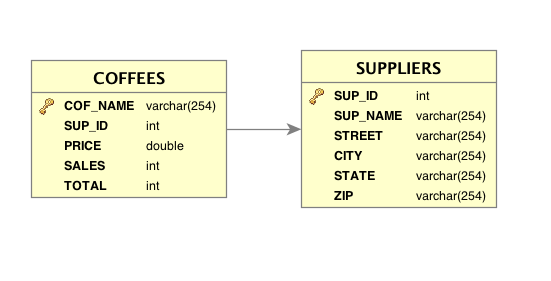 COFFEES
COF_NAME varchar(254)
SUP_ID int
PRICE double
SALES int
TOTAL int
SUPPLIERS
SUP_ID int
SUP_NAME varchar(254)
STREET varchar(254)
CITY varchar(254)
STATE varchar(254)
ZIP varchar(254)